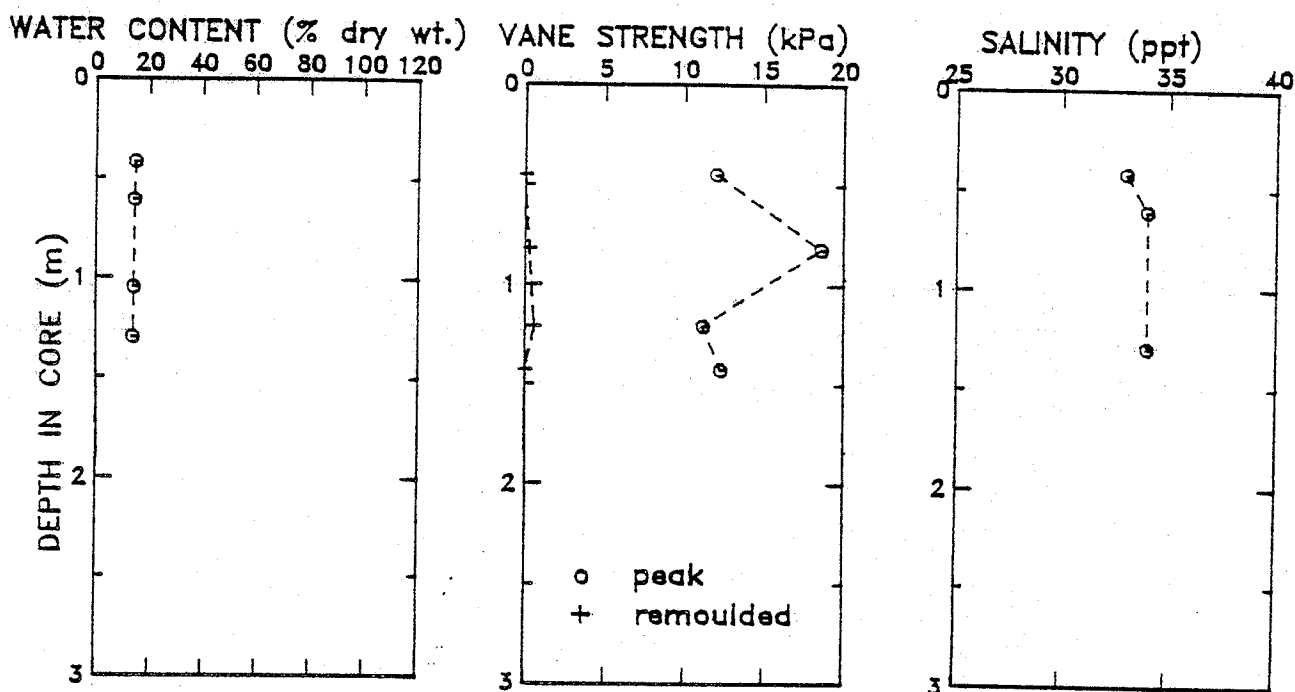 WATER CONTENT (% dry wt.) VANE STRENGTH (kPa) SALINITY (ppt)
0 20 40 60 80 100 120 0 5 10 15 20 25 30 35 40
0 0 0
1 1 1
DEPTH IN CORE (m)
2 2 2
o peak
+ remoulded
3 3 3